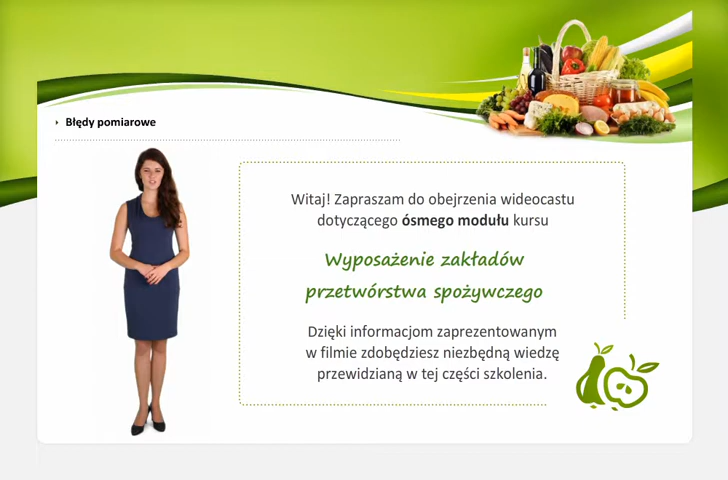 Błędy pomiarowe
Witaj! Zapraszam do obejrzenia wideocastu
dotyczącego ósmego modułu kursu
Wyposażenie zakładów
przetwórstwa spożywczego
Dzięki informacjom zaprezentowanym
w filmie zdobędziesz niezbędną wiedzę
przewidzianą w tej części szkolenia.